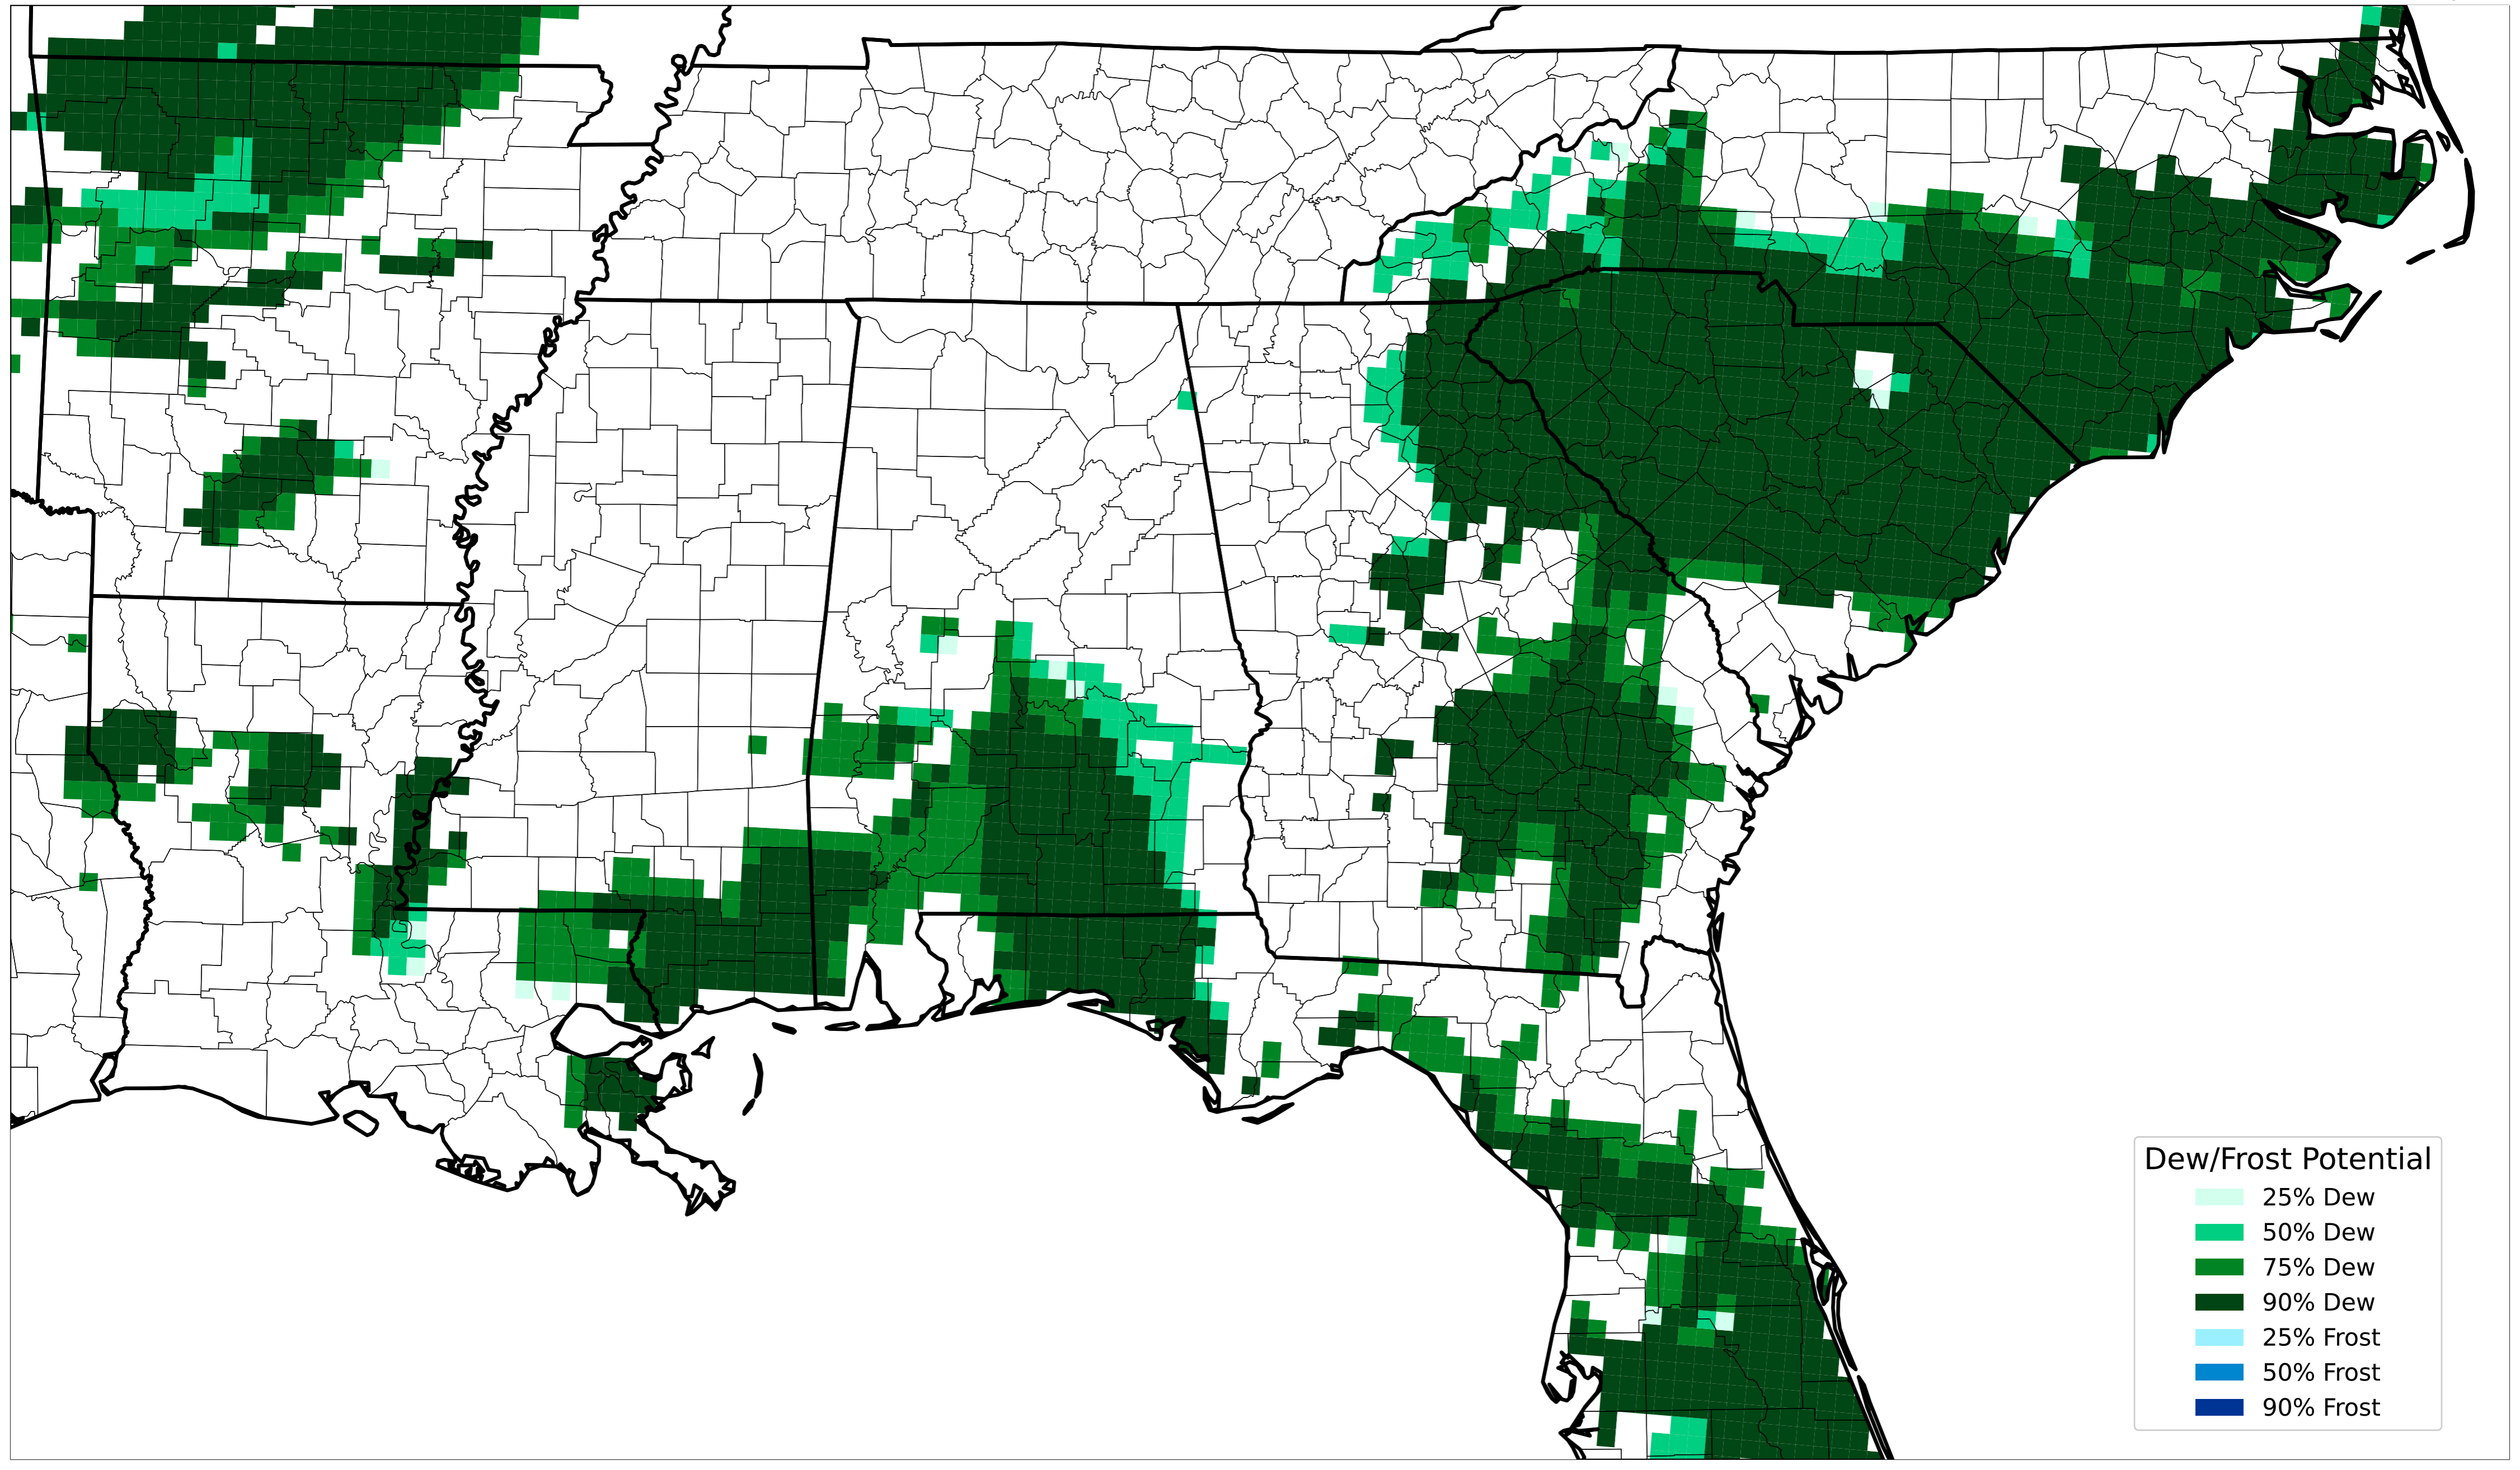 Dew/Frost Potential
25% Dew
50% Dew
75% Dew
90% Dew
25% Frost
50% Frost
90% Frost